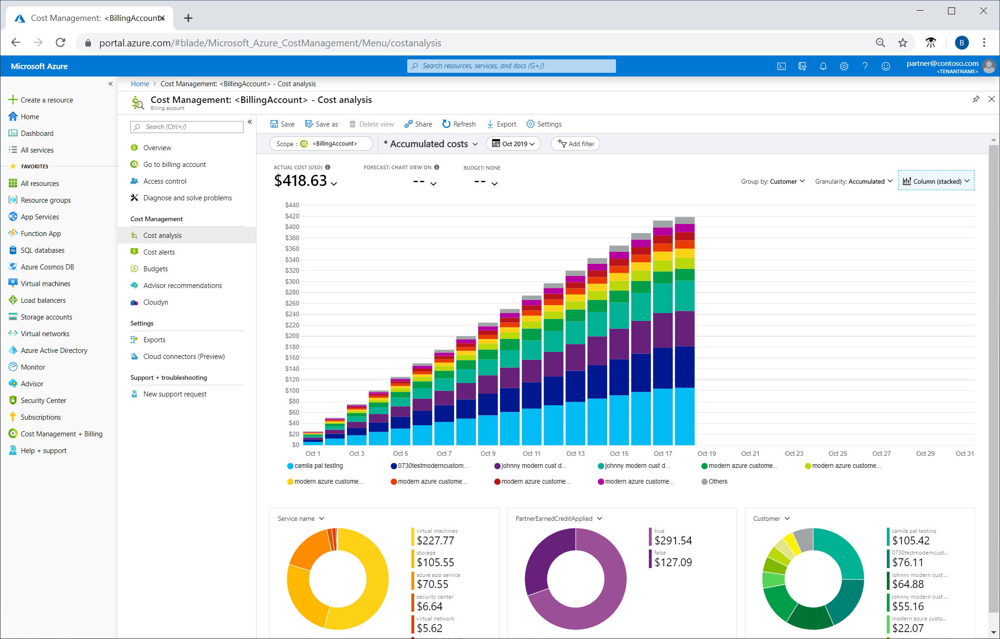 Cost Management: <BillingAccount>
portal.azure.com/#blade/Microsoft_Azure_CostManagement/Menu/costanalysis
B
Microsoft Azure
Search resources, services, and docs (G+/)
partner@contoso.com
<TENANTNAME>
Create a resource
Home
Dashboard
All services
FAVORITES
All resources
Resource groups
App Services
Function App
SQL databases
Azure Cosmos DB
Virtual machines
Load balancers
Storage accounts
Virtual networks
Azure Active Directory
Monitor
Advisor
Security Center
Subscriptions
Cost Management + Billing
Help + support
Home > Cost Management: <BillingAccount> - Cost analysis
Cost Management: <BillingAccount> - Cost analysis
Billing account
Search (Ctrl+/)
Overview
Go to billing account
Access control
Diagnose and solve problems
Cost Management
Cost analysis
Cost alerts
Budgets
Advisor recommendations
Cloudyn
Settings
Exports
Cloud connectors (Preview)
Support + troubleshooting
New support request
Save Save as Delete view Share Refresh Export Settings
Scope : <BillingAccount> * Accumulated costs Oct 2019 Add filter
ACTUAL COST (USD) FORECAST: CHART VIEW ON BUDGET: NONE
$418.63 -- --
Group by: Customer Granularity: Accumulated Column (stacked)
$440
$420
$400
$380
$360
$340
$320
$300
$280
$260
$240
$220
$200
$180
$160
$140
$120
$100
$80
$60
$40
$20
$0
Oct 1 Oct 3 Oct 5 Oct 7 Oct 9 Oct 11 Oct 13 Oct 15 Oct 17 Oct 19 Oct 21 Oct 23 Oct 25 Oct 27 Oct 29 Oct 31
camila pal testing 0730testmoderncustom... johnny modern cust d... johnny modern cust d... modern azure custome... modern azure custome...
modern azure custome... modern azure custome... modern azure custome... modern azure custome... Others
Service name
virtual machines
$227.77
storage
$105.55
azure app service
$70.55
security center
$6.64
virtual network
$5.62
PartnerEarnedCreditApplied
true
$291.54
false
$127.09
Customer
camila pal testing
$105.42
0730testmoderncust...
$76.11
johnny modern cust ...
$64.88
johnny modern cust ...
$55.16
modern azure custo...
$22.07